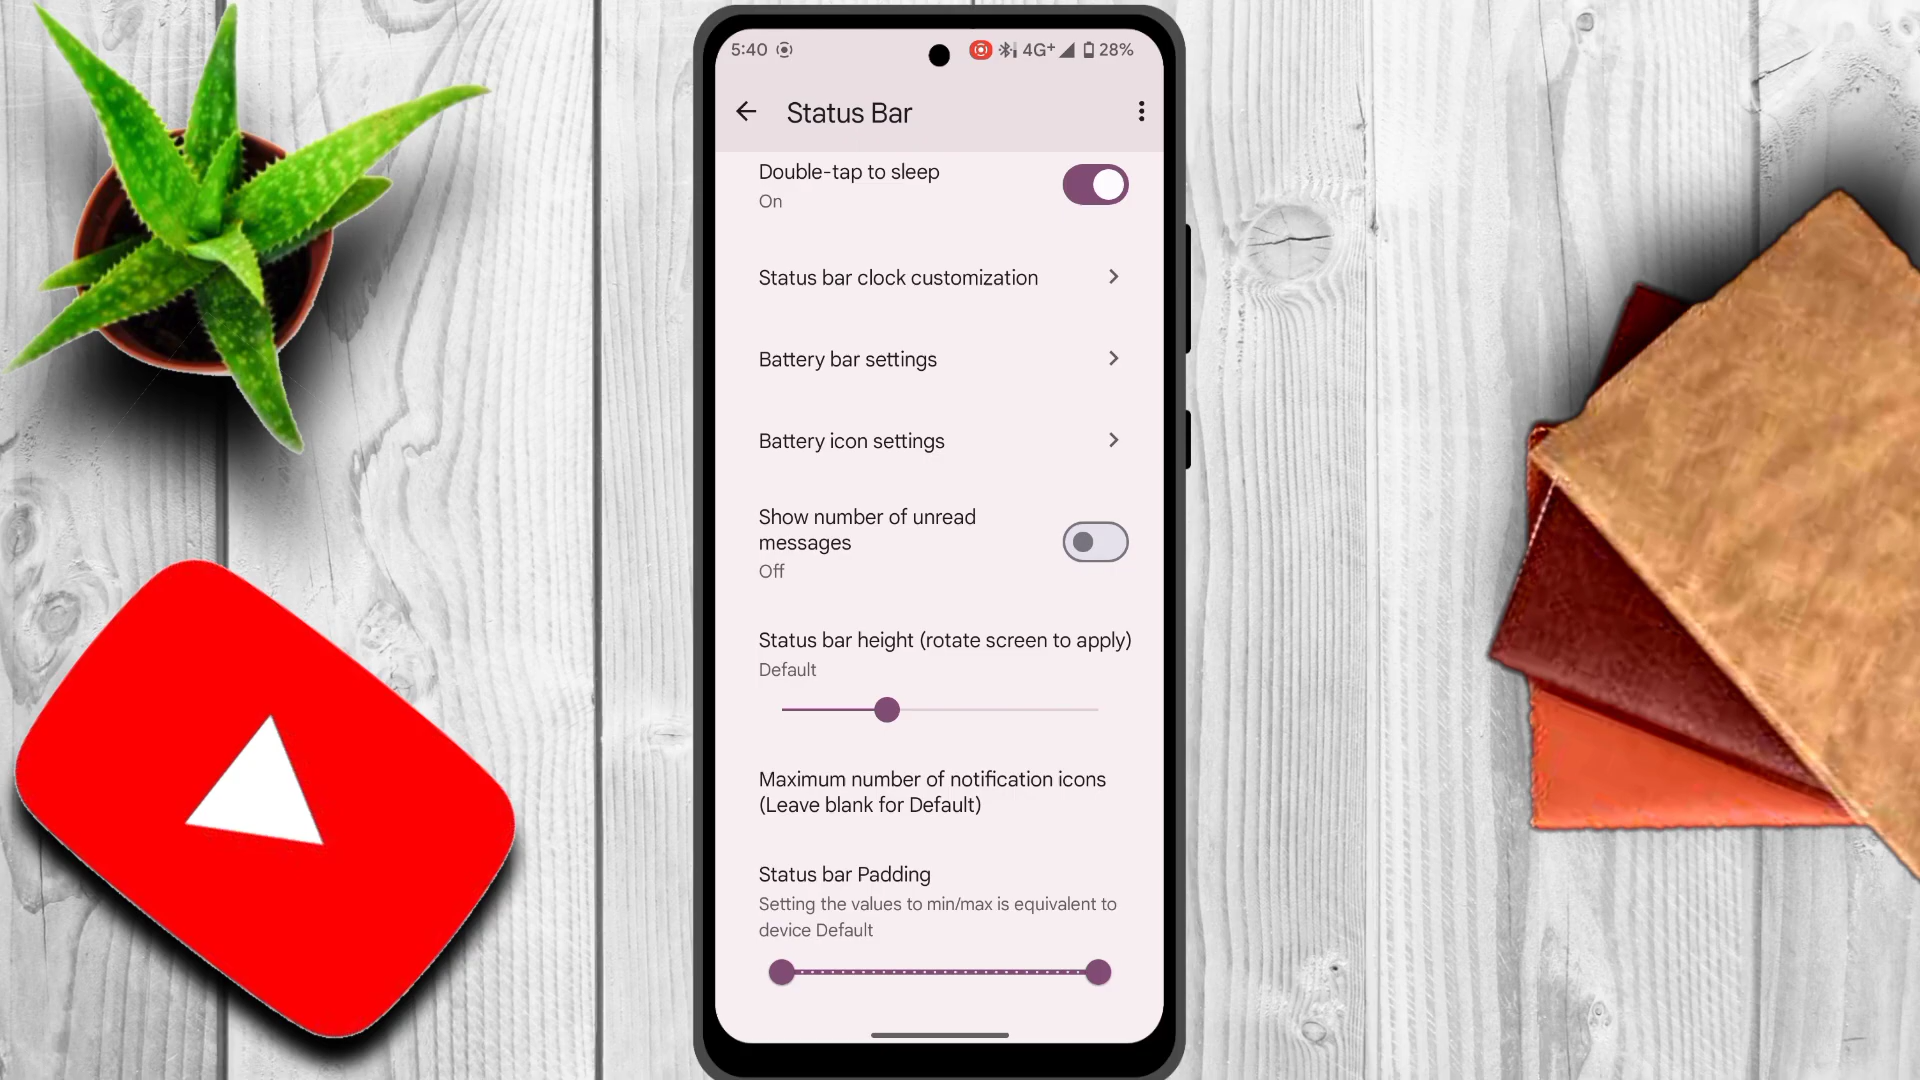 5:40 4G+ 28%
Status Bar
Double-tap to sleep
On
Status bar clock customization
Battery bar settings
Battery icon settings
Show number of unread
messages
Off
Status bar height (rotate screen to apply)
Default
Maximum number of notification icons
(Leave blank for Default)
Status bar Padding
Setting the values to min/max is equivalent to
device Default